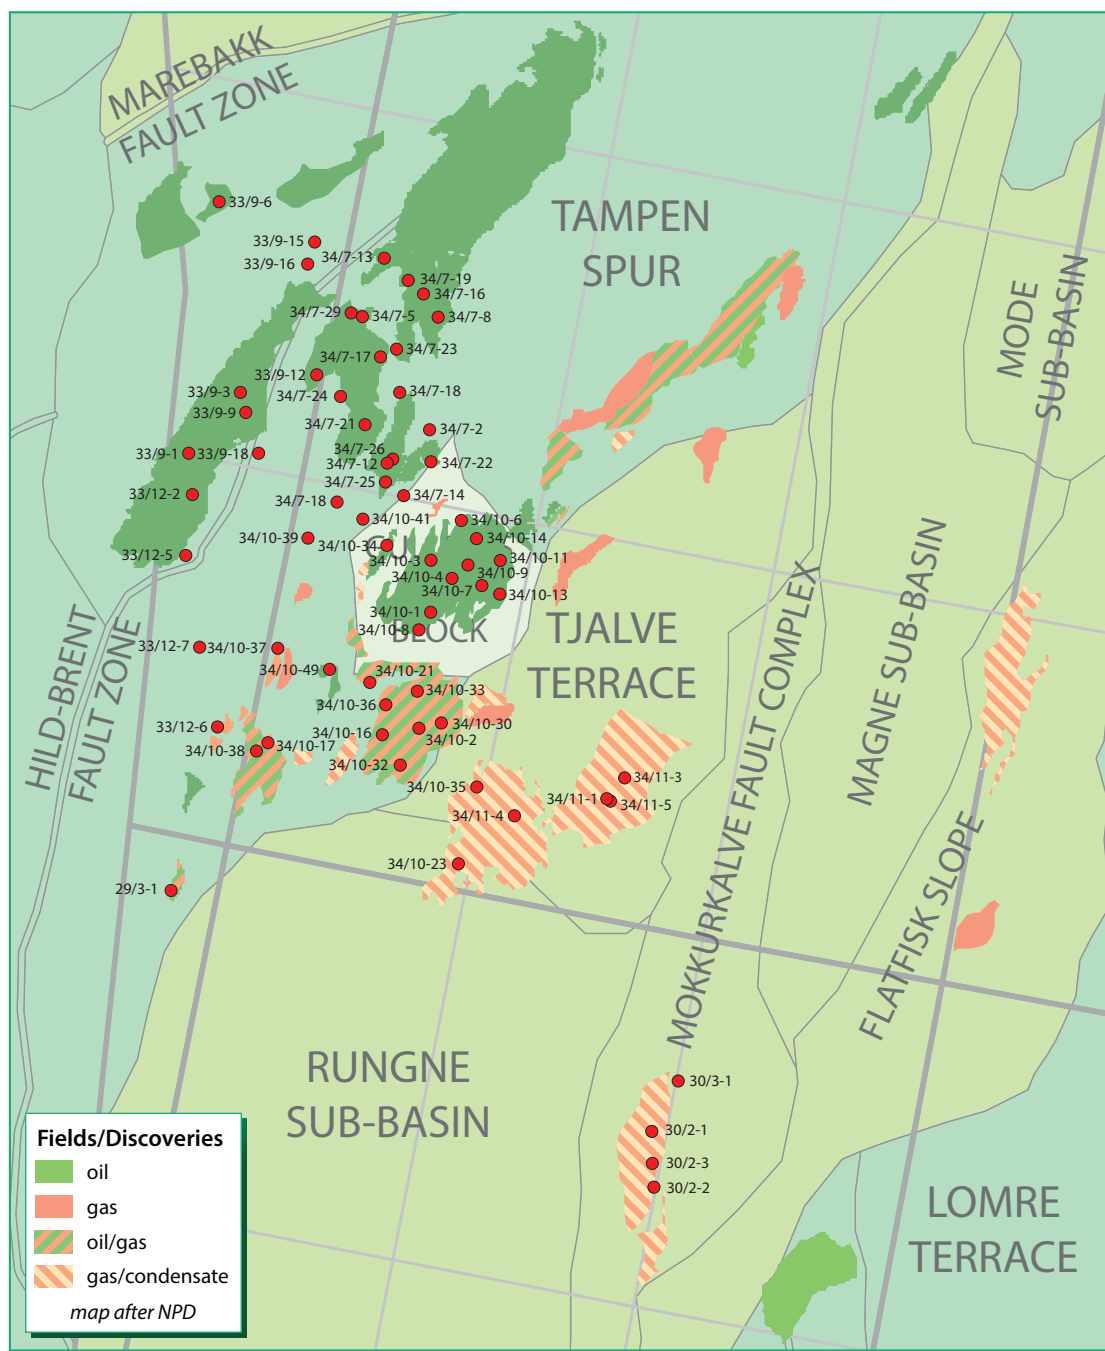 MAREBAKK
FAULT ZONE
33/9-6
TAMPEN
SPUR
33/9-15
33/9-16
34/7-13
34/7-19
34/7-16
34/7-29
34/7-5
34/7-8
MODE
SUB-BASIN
34/7-23
34/7-17
33/9-12
33/9-3
34/7-24
34/7-18
33/9-9
34/7-21
34/7-2
33/9-1
33/9-18
34/7-26
34/7-12
34/7-22
34/7-25
33/12-2
34/7-18
34/7-14
34/10-41
34/10-6
34/10-39
34/10-34
GU
34/10-14
33/12-5
34/10-3
34/10-11
34/10-9
34/10-4
34/10-7
34/10-13
34/10-1
34/10-8
BLOCK
TJALVE
TERRACE
HILD-BRENT
FAULT ZONE
33/12-7
34/10-37
34/10-49
34/10-21
34/10-33
34/10-36
33/12-6
34/10-30
34/10-16
34/10-2
34/10-38
34/10-17
34/10-32
34/10-35
34/11-3
34/11-1
34/11-5
34/11-4
34/10-23
29/3-1
MOKKURKALVE FAULT COMPLEX
MAGNE SUB-BASIN
FLATFISK SLOPE
RUNGNE
SUB-BASIN
30/3-1
30/2-1
30/2-3
30/2-2
LOMRE
TERRACE
Fields/Discoveries
oil
gas
oil/gas
gas/condensate
map after NPD